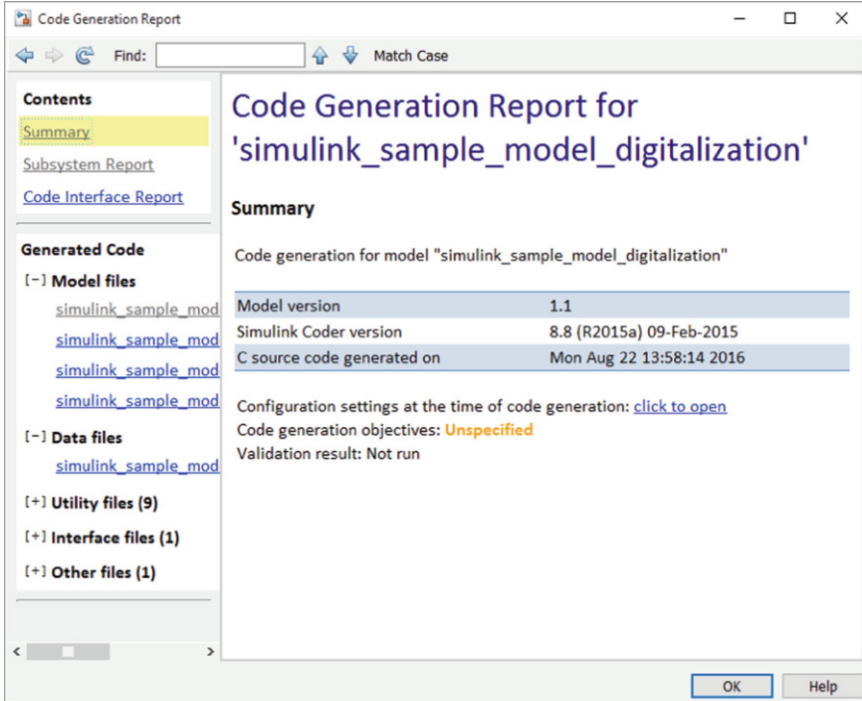 Code Generation Report
Find:
Match Case
Contents
Summary
Subsystem Report
Code Interface Report
Generated Code
[-] Model files
simulink_sample_mod
simulink_sample_mod
simulink_sample_mod
simulink_sample_mod
[-] Data files
simulink_sample_mod
[+] Utility files (9)
[+] Interface files (1)
[+] Other files (1)
Code Generation Report for
'simulink_sample_model_digitalization'
Summary
Code generation for model "simulink_sample_model_digitalization"
Model version 1.1
Simulink Coder version 8.8 (R2015a) 09-Feb-2015
C source code generated on Mon Aug 22 13:58:14 2016
Configuration settings at the time of code generation: click to open
Code generation objectives: Unspecified
Validation result: Not run
OK Help